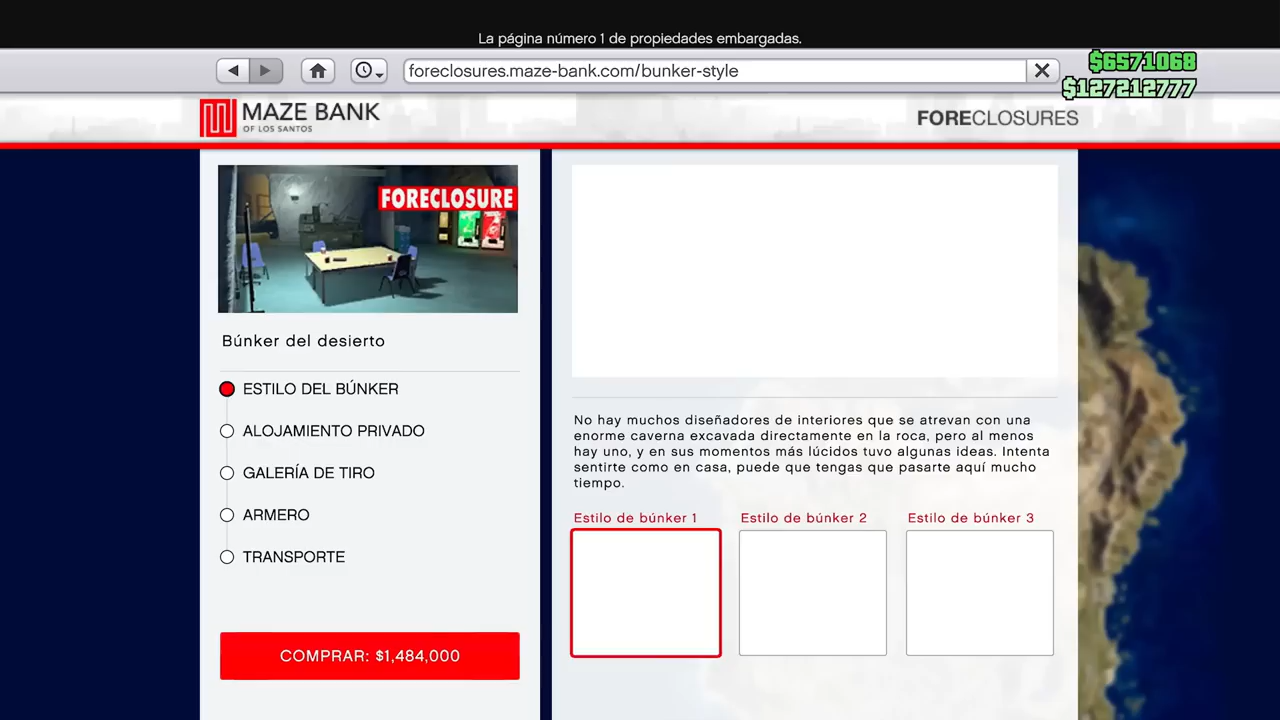 La página número 1 de propiedades embargadas.
foreclosures.maze-bank.com/bunker-style
$6571068
$127212777
MAZE BANK
OF LOS SANTOS
FORECLOSURES
FORECLOSURE
Búnker del desierto
ESTILO DEL BÚNKER
ALOJAMIENTO PRIVADO
GALERÍA DE TIRO
ARMERO
TRANSPORTE
COMPRAR: $1,484,000
No hay muchos diseñadores de interiores que se atrevan con una
enorme caverna excavada directamente en la roca, pero al menos
hay uno, y en sus momentos más lúcidos tuvo algunas ideas. Intenta
sentirte como en casa, puede que tengas que pasarte aquí mucho
tiempo.
Estilo de búnker 1
Estilo de búnker 2
Estilo de búnker 3